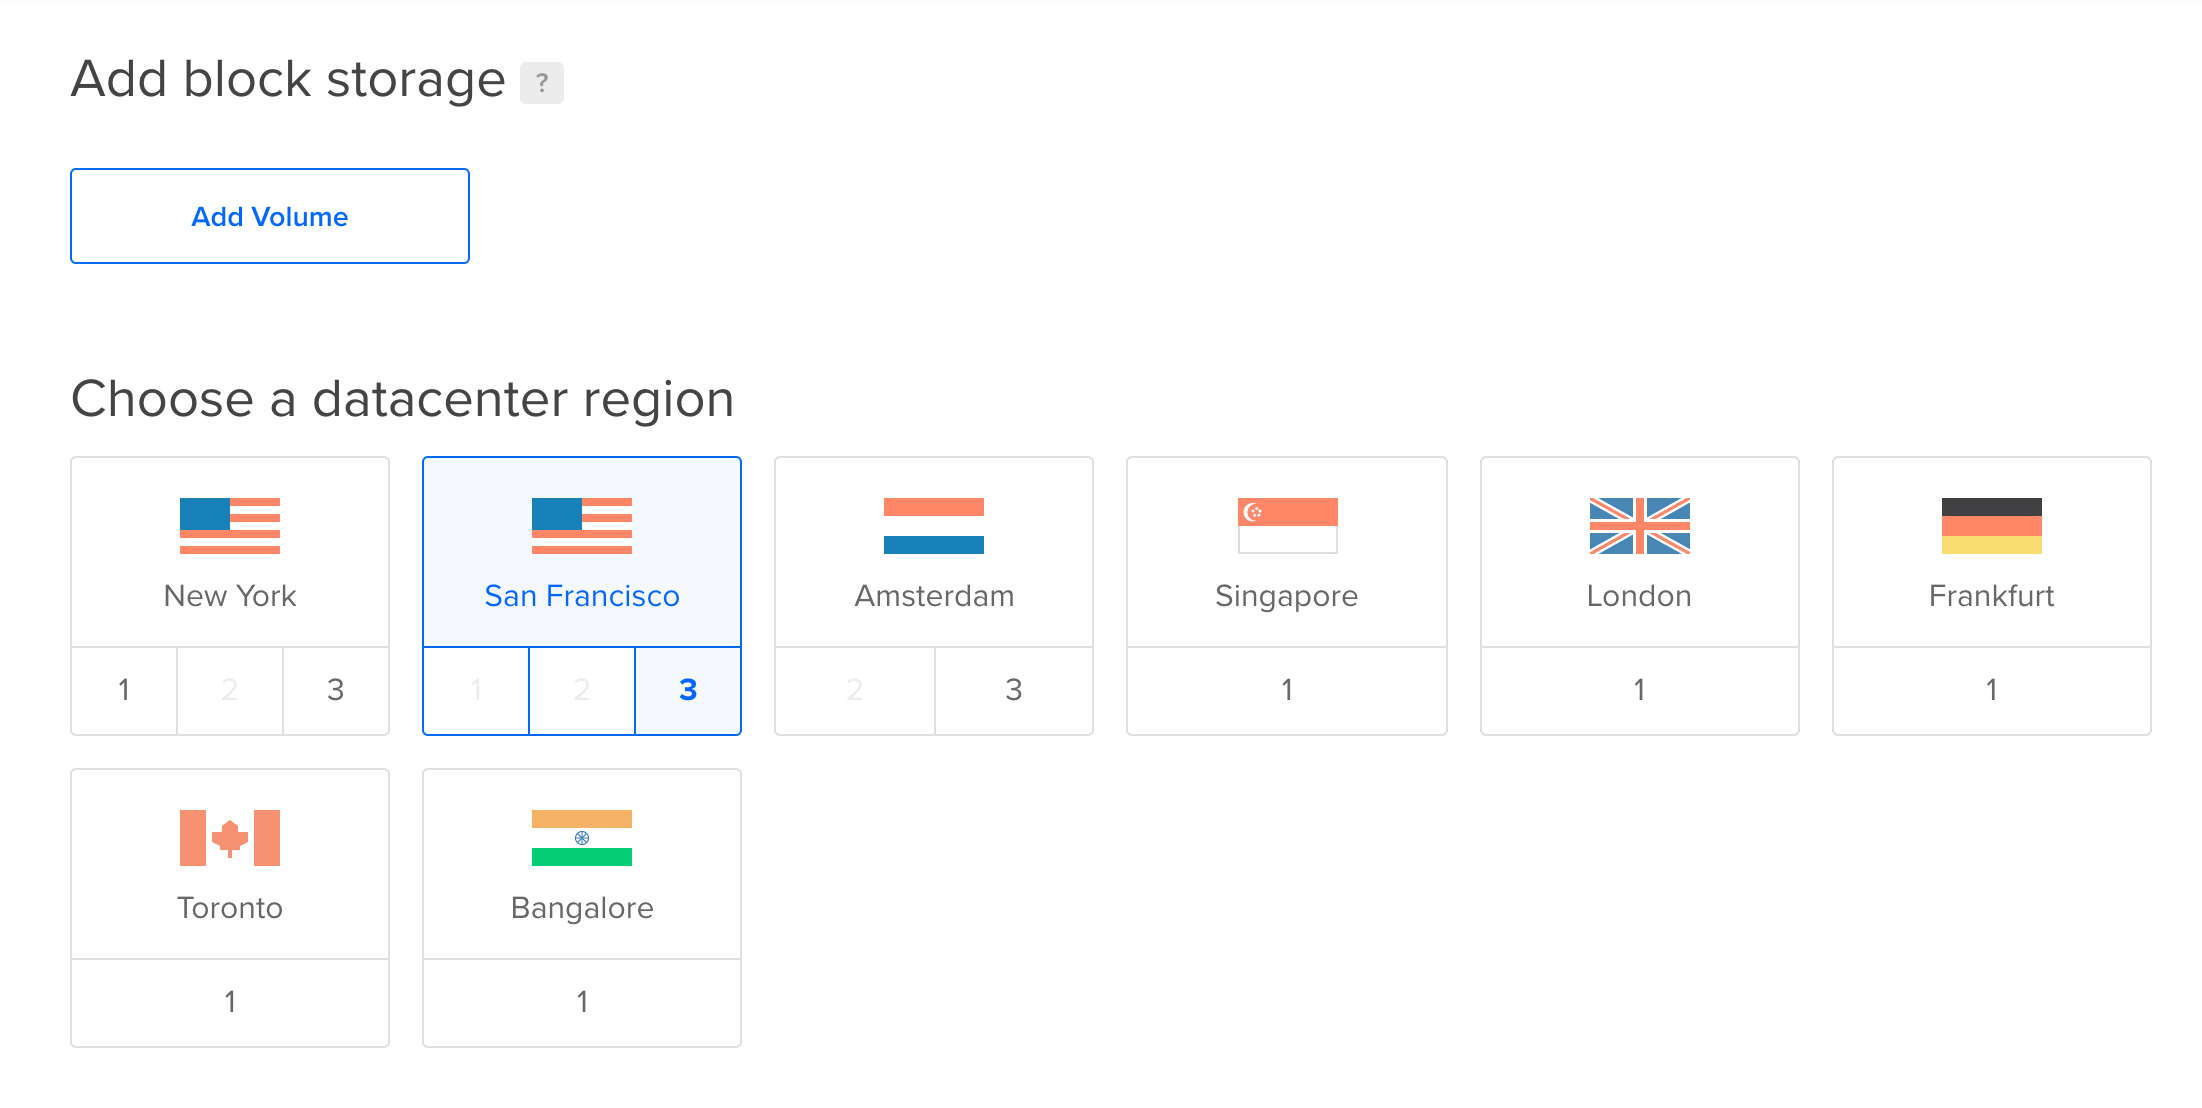 Add block storage ?
Add Volume
Choose a datacenter region
New York San Francisco Amsterdam Singapore London Frankfurt
1 2 3 1 2 3 2 3 1 1 1
Toronto Bangalore
1 1